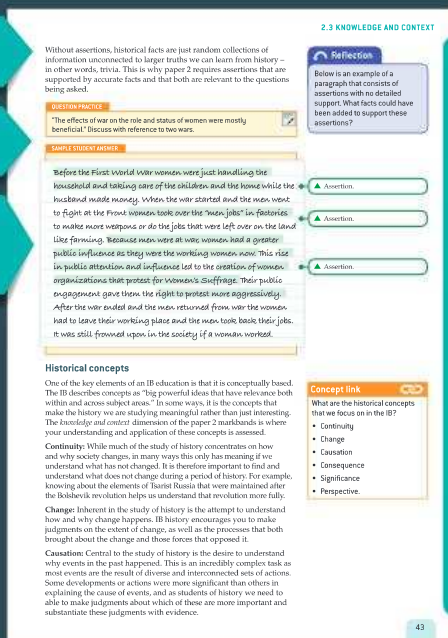 2.3 KNOWLEDGE AND CONTEXT
Without assertions, historical facts are just random collections of
information unconnected to larger truths we can learn from history –
in other words, trivia. This is why paper 2 requires assertions that are
supported by accurate facts and that both are relevant to the questions
being asked.
QUESTION PRACTICE
"The effects of war on the role and status of women were mostly
beneficial." Discuss with reference to two wars.
SAMPLE STUDENT ANSWER
Before the First World War women were just handling the
household and taking care of the children and the home while the
husband made money. When the war started and the men went
to fight at the Front women took over the "men jobs" in factories
to make more weapons or do the jobs that were left over on the land
like farming. Because men were at war, women had a greater
public influence as they were the working women now. This rise
in public attention and influence led to the creation of women
organizations that protest for Women's Suffrage. Their public
engagement gave them the right to protest more aggressively.
After the war ended and the men returned from war the women
had to leave their working place and the men took back their jobs.
It was still frowned upon in the society if a woman worked.
Reflection
Below is an example of a
paragraph that consists of
assertions with no detailed
support. What facts could have
been added to support these
assertions?
▲ Assertion.
▲ Assertion.
▲ Assertion.
Historical concepts
One of the key elements of an IB education is that it is conceptually based.
The IB describes concepts as "big powerful ideas that have relevance both
within and across subject areas." In some ways, it is the concepts that
make the history we are studying meaningful rather than just interesting.
The knowledge and context dimension of the paper 2 markbands is where
your understanding and application of these concepts is assessed.
Continuity: While much of the study of history concentrates on how
and why society changes, in many ways this only has meaning if we
understand what has not changed. It is therefore important to find and
understand what does not change during a period of history. For example,
knowing about the elements of Tsarist Russia that were maintained after
the Bolshevik revolution helps us understand that revolution more fully.
Change: Inherent in the study of history is the attempt to understand
how and why change happens. IB history encourages you to make
judgments on the extent of change, as well as the processes that both
brought about the change and those forces that opposed it.
Causation: Central to the study of history is the desire to understand
why events in the past happened. This is an incredibly complex task as
most events are the result of diverse and interconnected sets of actions.
Some developments or actions were more significant than others in
explaining the cause of events, and as students of history we need to
able to make judgments about which of these are more important and
substantiate these judgments with evidence.
Concept link
What are the historical concepts
that we focus on in the IB?
• Continuity
• Change
• Causation
• Consequence
• Significance
• Perspective.
43